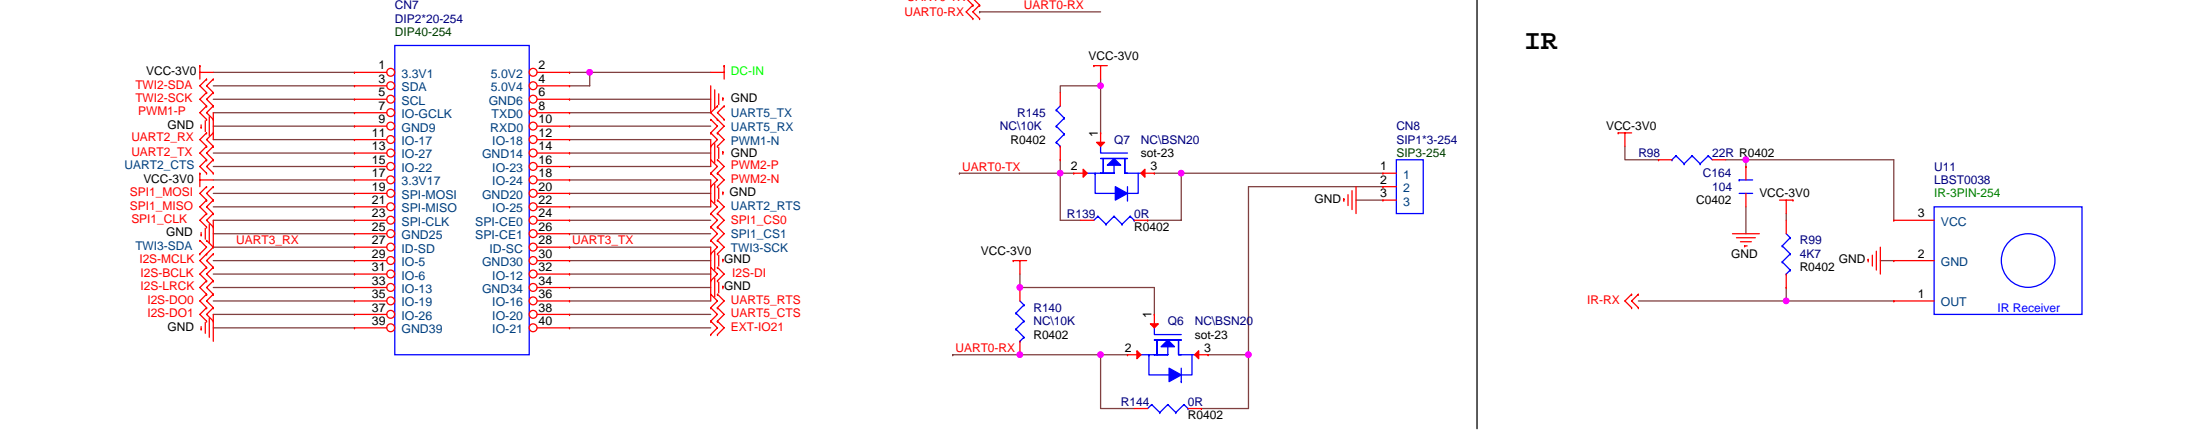 CN7
DIP2*20-254
DIP40-254
VCC-3V0 1 3.3V1 5.0V2 2 DC-IN
TWI2-SDA 3 SDA 5.0V4 4
TWI2-SCK 5 SCL GND6 6 GND
PWM1-P 7 IO-GCLK TXD0 8 UART5_TX
GND 9 GND9 RXD0 10 UART5_RX
UART2_RX 11 IO-17 IO-18 12 PWM1-N
UART2_TX 13 IO-27 GND14 14 GND
UART2_CTS 15 IO-22 IO-23 16 PWM2-P
VCC-3V0 17 3.3V17 IO-24 18 PWM2-N
SPI1_MOSI 19 SPI-MOSI GND20 20 GND
SPI1_MISO 21 SPI-MISO IO-25 22 UART2_RTS
SPI1_CLK 23 SPI-CLK SPI-CE0 24 SPI1_CS0
GND 25 GND25 SPI-CE1 26 SPI1_CS1
TWI3-SDA UART3_RX 27 ID-SD ID-SC 28 UART3_TX TWI3-SCK
I2S-MCLK 29 IO-5 GND30 30 GND
I2S-BCLK 31 IO-6 IO-12 32 I2S-DI
I2S-LRCK 33 IO-13 GND34 34 GND
I2S-DO0 35 IO-19 IO-16 36 UART5_RTS
I2S-DO1 37 IO-26 IO-20 38 UART5_CTS
GND 39 GND39 IO-21 40 EXT-IO21
UART0-RX UART0-RX
VCC-3V0
R145
NC\10K
R0402
1
Q7 NC\BSN20
sot-23
UART0-TX 2 3
R139 0R
R0402
CN8
SIP1*3-254
SIP3-254
1 1
2 2
GND 3 3
VCC-3V0
R140
NC\10K
R0402
1
Q6 NC\BSN20
sot-23
UART0-RX 2 3
R144 0R
R0402
IR
VCC-3V0
R98 22R R0402
C164
104
C0402
GND
VCC-3V0
R99
4K7
R0402
U11
LBST0038
IR-3PIN-254
3 VCC
GND 2 GND
IR-RX 1 OUT
IR Receiver